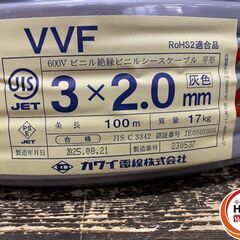 VVF
RoHS2適合品
600V ビニル絶縁ビニルシースケーブル 平形
JIS
JET
3×2.0mm
灰色
PS
E
JET
条長 100m 質量 17kg
合格 JIS C 3342 認証番号 JE0507006
製造年月日 2025.08.21 製造番号 230537
カワイ電線株式会社